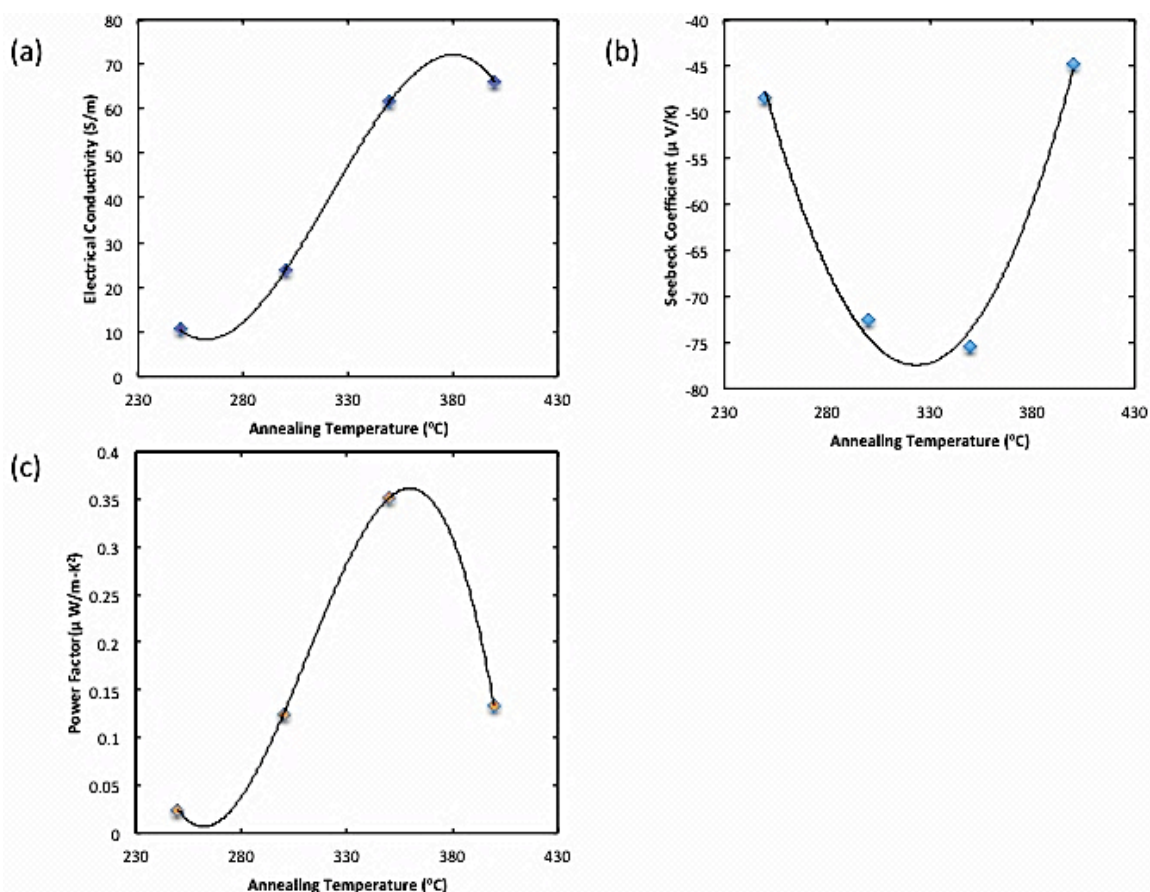 (a)
80
70
60
50
40
30
20
10
0
Electrical Conductivity (S/m)
230 280 330 380 430
Annealing Temperature (ºC)
(b)
-40
-45
-50
-55
-60
-65
-70
-75
-80
Seebeck Coefficient (μ V/K)
230 280 330 380 430
Annealing Temperature (ºC)
(c)
0.4
0.35
0.3
0.25
0.2
0.15
0.1
0.05
0
Power Factor(μ W/m-K²)
230 280 330 380 430
Annealing Temperature (ºC)